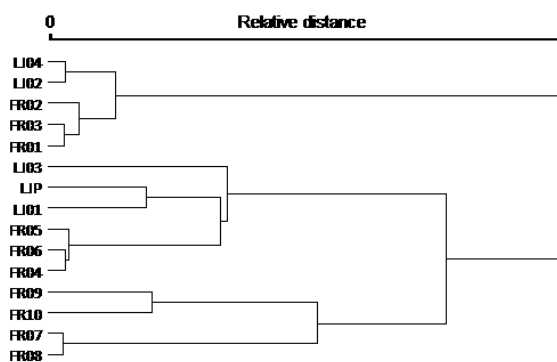 0 Relative distance
LI04
LI02
FR02
FR03
FR01
LI03
LIP
LI01
FR05
FR06
FR04
FR09
FR10
FR07
FR08